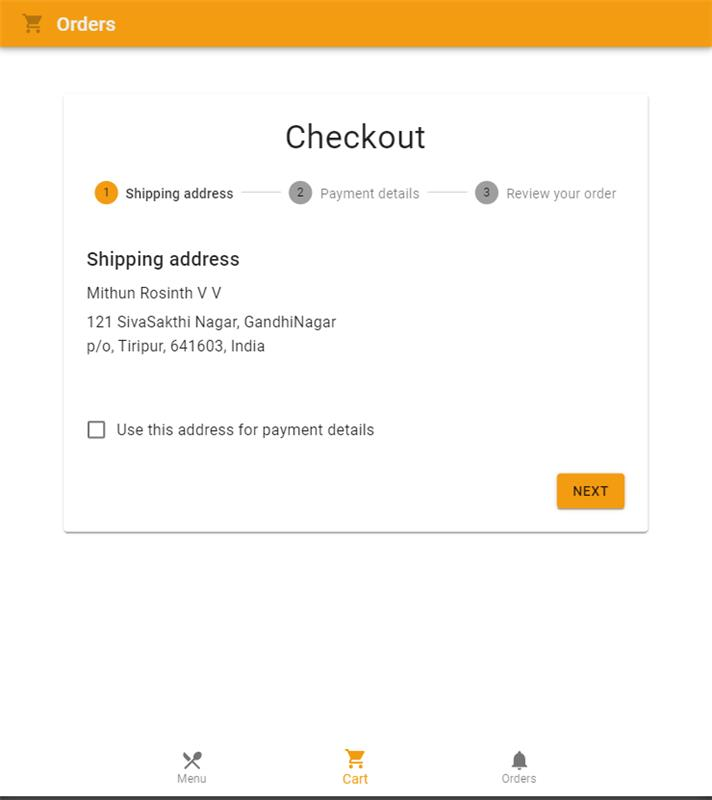 Orders
Checkout
1 Shipping address 2 Payment details 3 Review your order
Shipping address
Mithun Rosinth V V
121 SivaSakthi Nagar, GandhiNagar
p/o, Tiripur, 641603, India
Use this address for payment details
NEXT
Menu Cart Orders